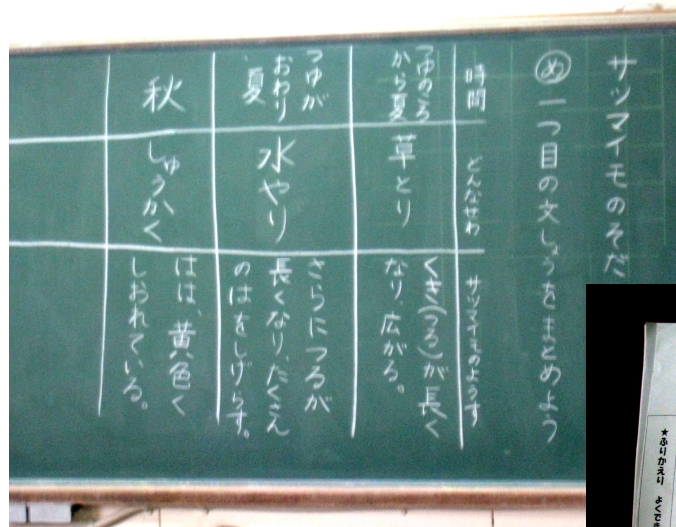 サツマイモのそだ
め 一つ目の文しょうをまとめよう
時間
どんなせわ
サツマイモのようす
つゆのころ
から夏
草とり
くき(つる)が長く
なり、広がる。
つゆが
おわり
、夏
水やり
さらにつるが
長くなり、たくさん
のはをしげらす。
秋
しゅうかく
はは、黄色く
しおれている。
★ふりかえり よくで